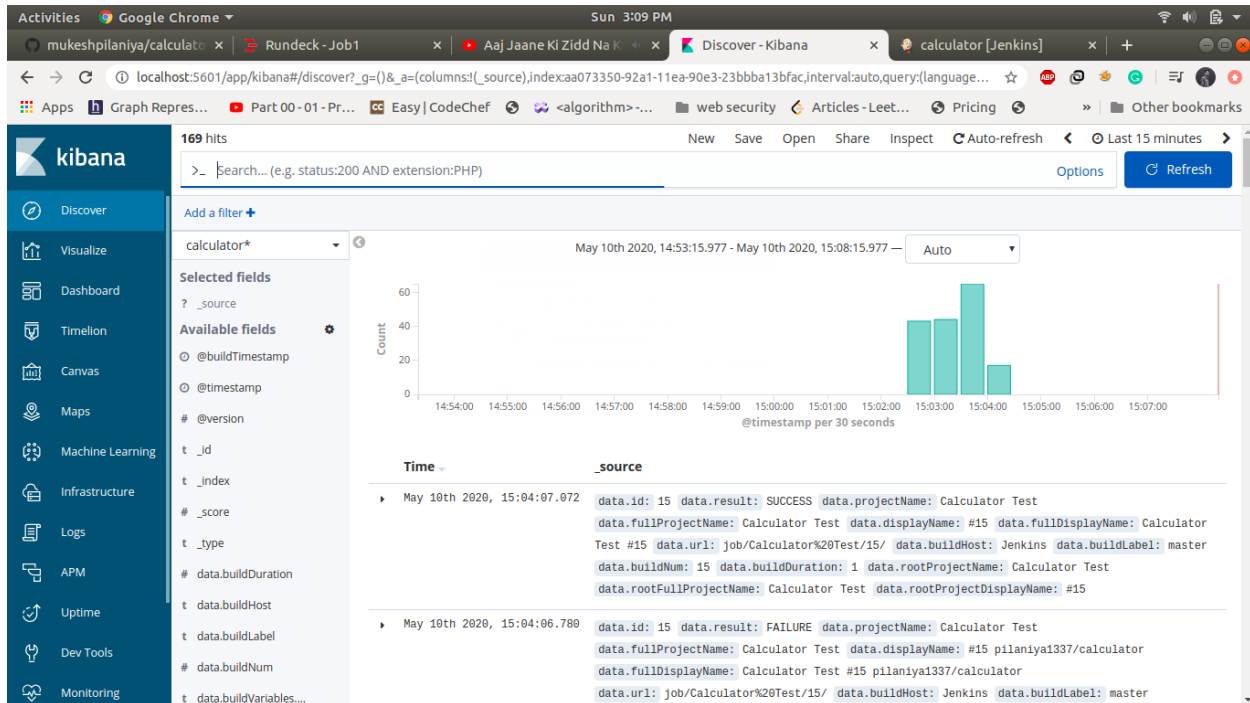 Activities Google Chrome Sun 3:09 PM
mukeshpilaniya/calculato Rundeck - Job1 Aaj Jaane Ki Zidd Na K Discover - Kibana calculator [Jenkins]
localhost:5601/app/kibana#/discover?_g=()&_a=(columns:!(_source),index:aa073350-92a1-11ea-90e3-23bbba13bfac,interval:auto,query:(language...
Apps Graph Repres... Part 00 - 01 - Pr... Easy | CodeChef <algorithm> -... web security Articles - Leet... Pricing » Other bookmarks
kibana
Discover
Visualize
Dashboard
Timelion
Canvas
Maps
Machine Learning
Infrastructure
Logs
APM
Uptime
Dev Tools
Monitoring
169 hits New Save Open Share Inspect Auto-refresh Last 15 minutes
>_ Search... (e.g. status:200 AND extension:PHP) Options Refresh
Add a filter +
calculator*
Selected fields
? _source
Available fields
@buildTimestamp
@timestamp
# @version
t _id
t _index
# _score
t _type
# data.buildDuration
t data.buildHost
t data.buildLabel
# data.buildNum
t data.buildVariables....
May 10th 2020, 14:53:15.977 - May 10th 2020, 15:08:15.977 — Auto
Count
60
40
20
0
14:54:00 14:55:00 14:56:00 14:57:00 14:58:00 14:59:00 15:00:00 15:01:00 15:02:00 15:03:00 15:04:00 15:05:00 15:06:00 15:07:00
@timestamp per 30 seconds
Time _source
May 10th 2020, 15:04:07.072 data.id: 15 data.result: SUCCESS data.projectName: Calculator Test
data.fullProjectName: Calculator Test data.displayName: #15 data.fullDisplayName: Calculator
Test #15 data.url: job/Calculator%20Test/15/ data.buildHost: Jenkins data.buildLabel: master
data.buildNum: 15 data.buildDuration: 1 data.rootProjectName: Calculator Test
data.rootFullProjectName: Calculator Test data.rootProjectDisplayName: #15
May 10th 2020, 15:04:06.780 data.id: 15 data.result: FAILURE data.projectName: Calculator Test
data.fullProjectName: Calculator Test data.displayName: #15 pilaniya1337/calculator
data.fullDisplayName: Calculator Test #15 pilaniya1337/calculator
data.url: job/Calculator%20Test/15/ data.buildHost: Jenkins data.buildLabel: master